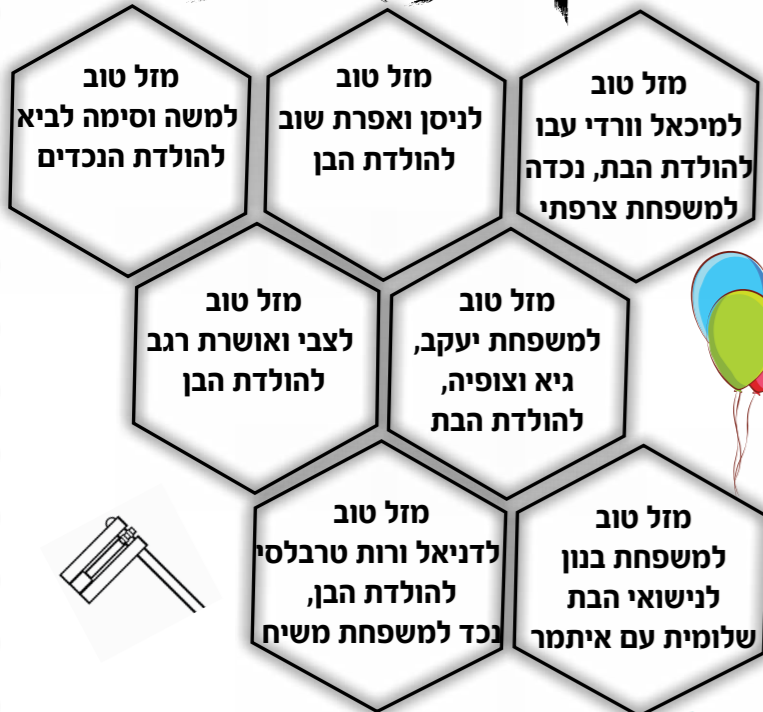 מזל טוב
למיכאל וורדי עבו
להולדת הבת, נכדה
למשפחת צרפתי
מזל טוב
לניסן ואפרת שוב
להולדת הבן
מזל טוב
למשה וסימה לביא
להולדת הנכדים
מזל טוב
למשפחת יעקב,
גיא וצופיה,
להולדת הבת
מזל טוב
לצבי ואושרת רגב
להולדת הבן
מזל טוב
למשפחת בנון
לנישואי הבת
שלומית עם איתמר
מזל טוב
לדניאל ורות טרבלסי
להולדת הבן,
נכד למשפחת משיח